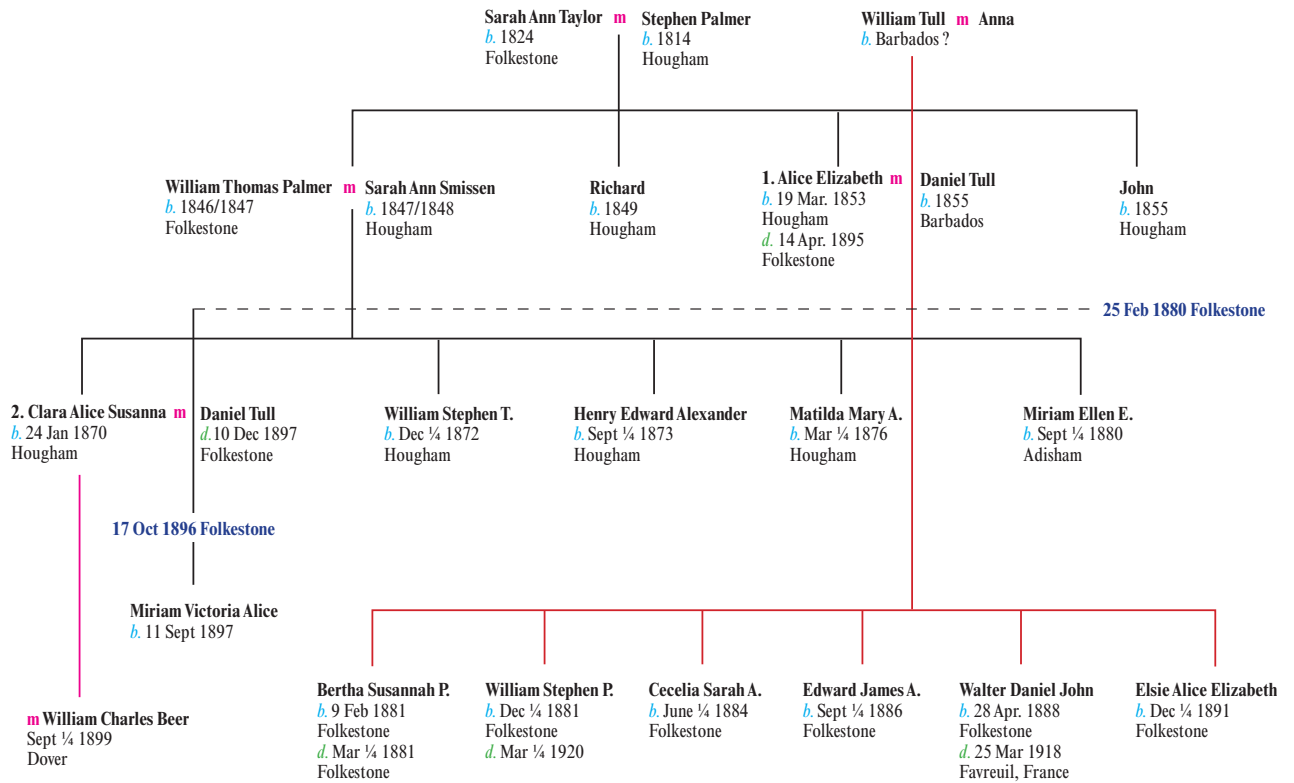 Sarah Ann Taylor m Stephen Palmer
b. 1824
Folkestone
b. 1814
Hougham
William Tull m Anna
b. Barbados ?
William Thomas Palmer m Sarah Ann Smissen
b. 1846/1847
Folkestone
b. 1847/1848
Hougham
Richard
b. 1849
Hougham
1. Alice Elizabeth m
b. 19 Mar. 1853
Hougham
d. 14 Apr. 1895
Folkestone
Daniel Tull
b. 1855
Barbados
John
b. 1855
Hougham
25 Feb 1880 Folkestone
2. Clara Alice Susanna m
b. 24 Jan 1870
Hougham
Daniel Tull
d. 10 Dec 1897
Folkestone
William Stephen T.
b. Dec ¼ 1872
Hougham
Henry Edward Alexander
b. Sept ¼ 1873
Hougham
Matilda Mary A.
b. Mar ¼ 1876
Hougham
Miriam Ellen E.
b. Sept ¼ 1880
Adisham
17 Oct 1896 Folkestone
Miriam Victoria Alice
b. 11 Sept 1897
m William Charles Beer
Sept ¼ 1899
Dover
Bertha Susannah P.
b. 9 Feb 1881
Folkestone
d. Mar ¼ 1881
Folkestone
William Stephen P.
b. Dec ¼ 1881
Folkestone
d. Mar ¼ 1920
Cecelia Sarah A.
b. June ¼ 1884
Folkestone
Edward James A.
b. Sept ¼ 1886
Folkestone
Walter Daniel John
b. 28 Apr. 1888
Folkestone
d. 25 Mar 1918
Favreuil, France
Elsie Alice Elizabeth
b. Dec ¼ 1891
Folkestone